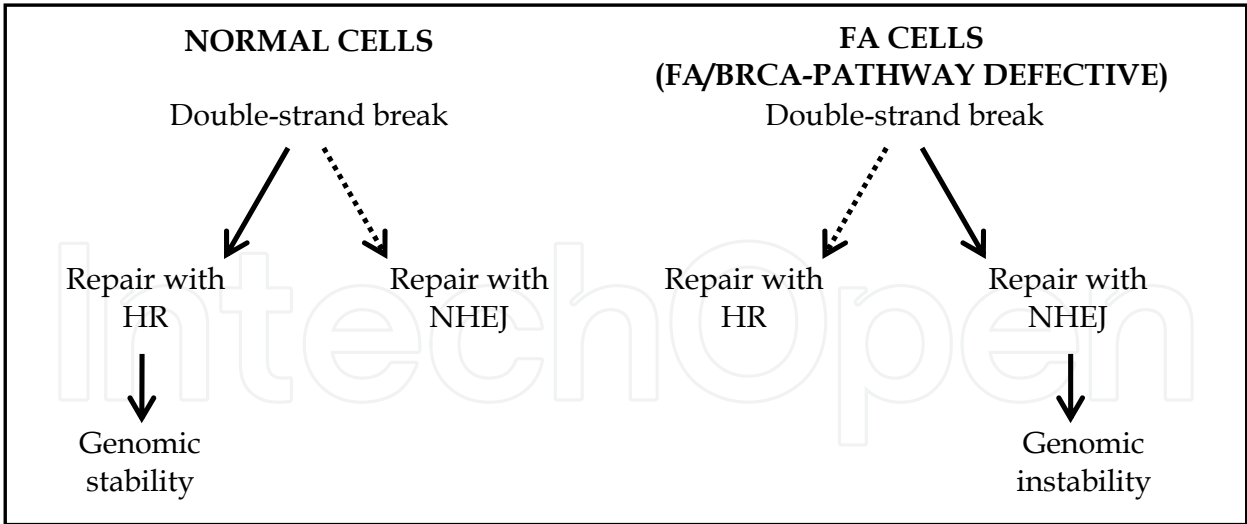 NORMAL CELLS
Double-strand break
Repair with
HR
Repair with
NHEJ
Genomic
stability
FA CELLS
(FA/BRCA-PATHWAY DEFECTIVE)
Double-strand break
Repair with
HR
Repair with
NHEJ
Genomic
instability
IntechOpen